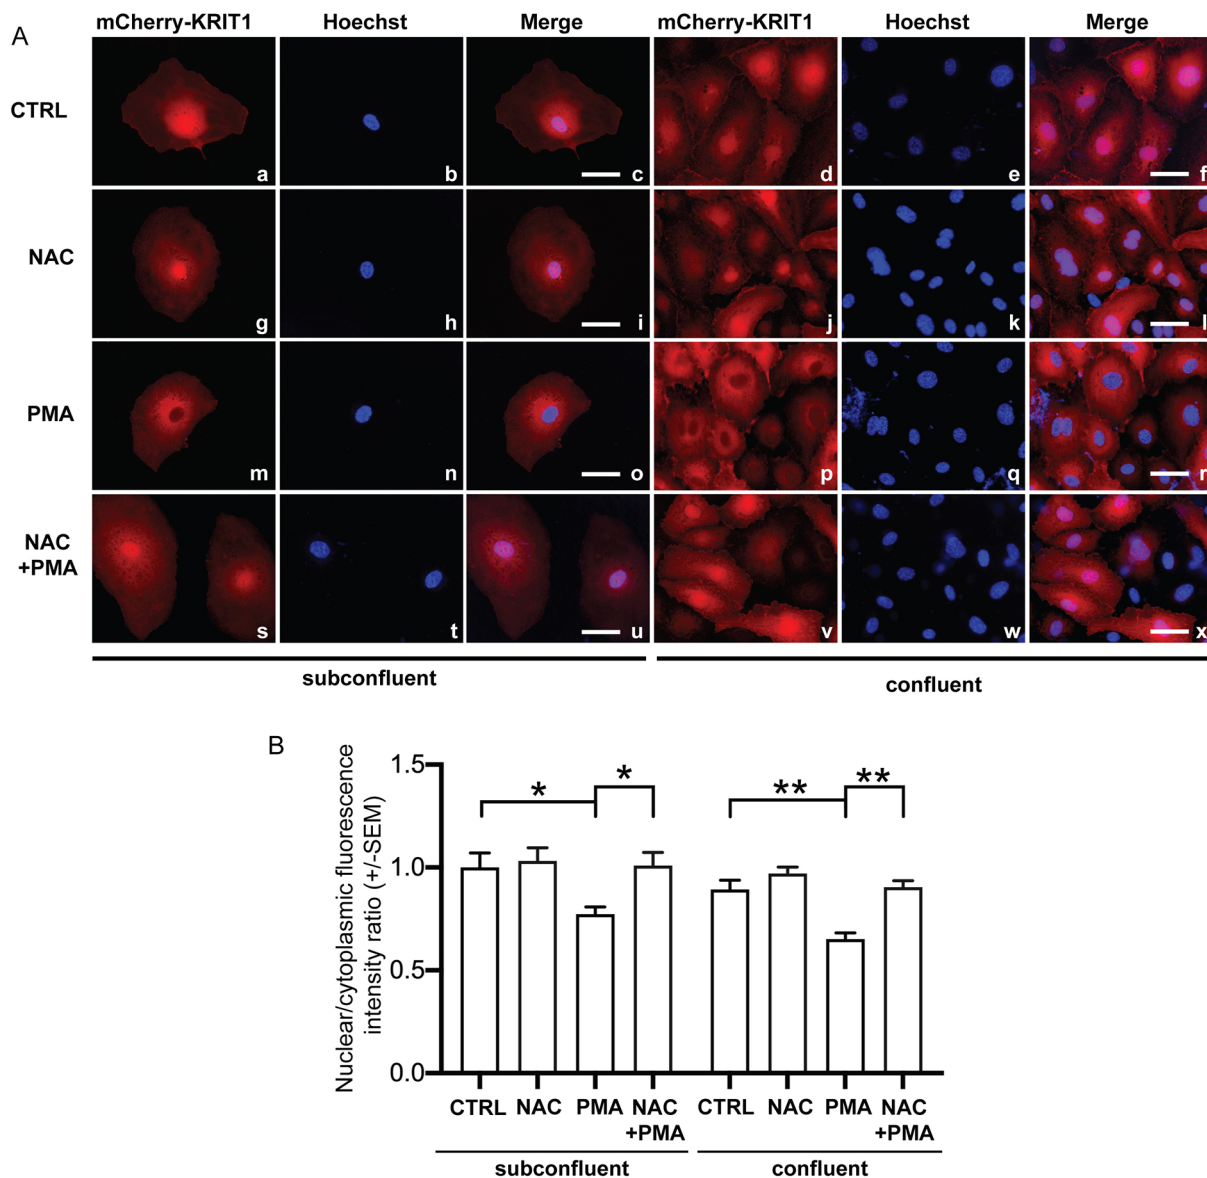 A
mCherry-KRIT1 Hoechst Merge mCherry-KRIT1 Hoechst Merge
CTRL
a b c d e f
NAC
g h i j k l
PMA
m n o p q r
NAC
+PMA
s t u v w x
subconfluent confluent
B
Nuclear/cytoplasmic fluorescence
intensity ratio (+/-SEM)
1.5
1.0
0.5
0.0
* * ** **
CTRL NAC PMA NAC CTRL NAC PMA NAC
+PMA +PMA
subconfluent confluent